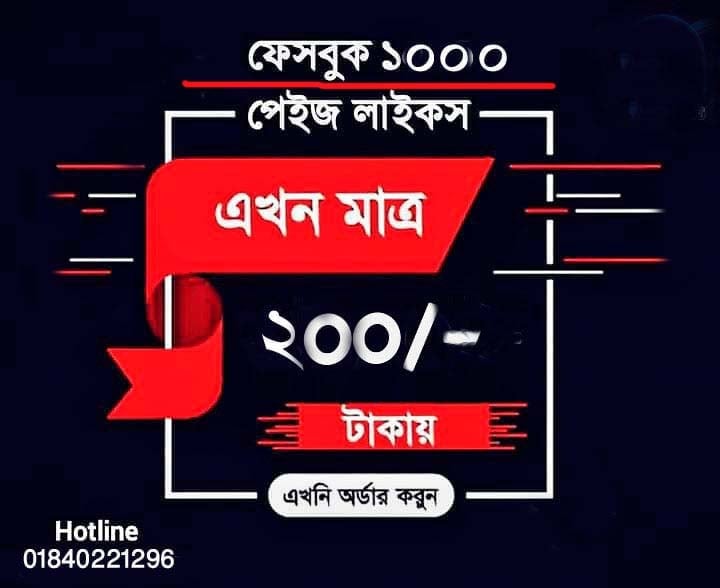 ফেসবুক ১০০০
পেইজ লাইকস
এখন মাত্র
২০০/-
টাকায়
এখনি অর্ডার করুন
Hotline
01840221296